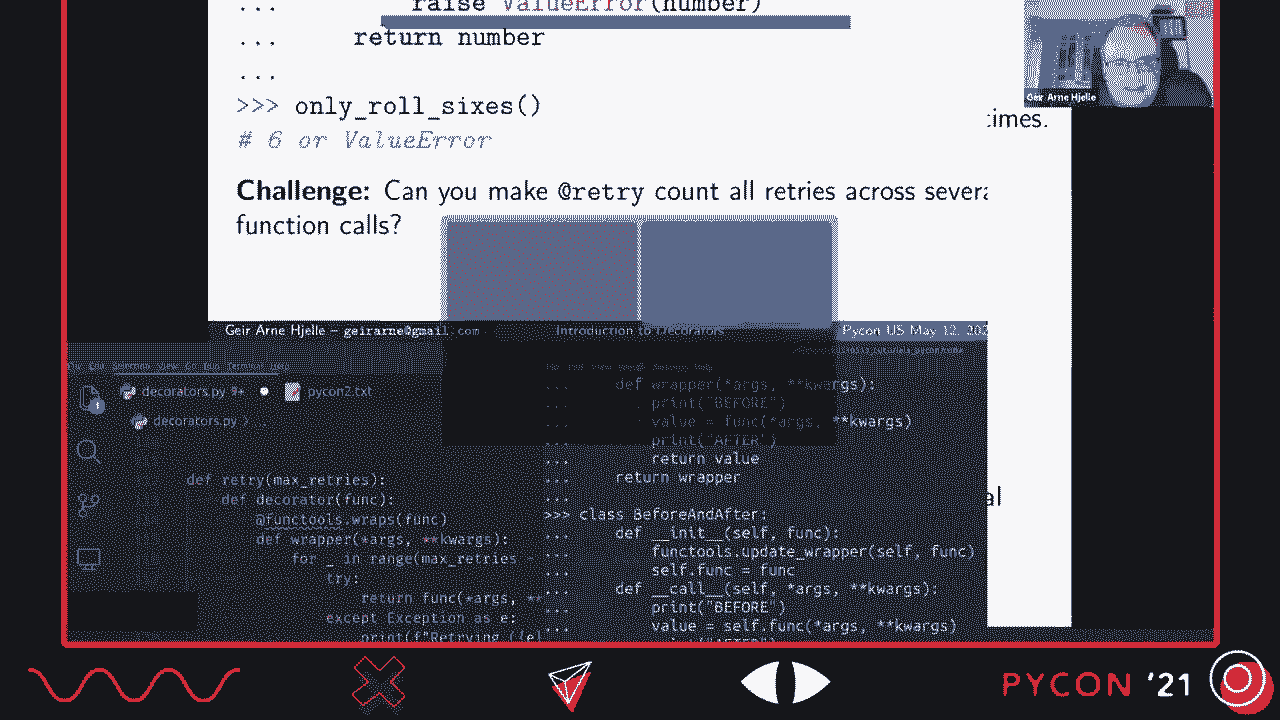 ... raise ValueError(number)
... return number
...
>>> only_roll_sixes()
# 6 or ValueError
Challenge: Can you make @retry count all retries across severa
function calls?
Geir Arne Hjelle
times.
al
Geir Arne Hjelle – geirarne@gmail.com
Introduction to Decorators
Pycon US May 12, 202
decorators.py 9+
pycon2.txt
decorators.py
def retry(max_retries):
def decorator(func):
@functools.wraps(func)
def wrapper(*args, **kwargs):
for _ in range(max_retries
try:
return func(*args, **
except Exception as e:
print(f"Retrying ({e
... def wrapper(*args, **kwargs):
... print("BEFORE")
... value = func(*args, **kwargs)
... print("AFTER")
... return value
... return wrapper
...
>>> class BeforeAndAfter
... def __init__(self, func):
... functools.update_wrapper(self, func)
... self.func = func
... def __call__(self, *args, **kwargs):
... print("BEFORE")
... value = self.func(*args, **kwargs)
PYCON '21